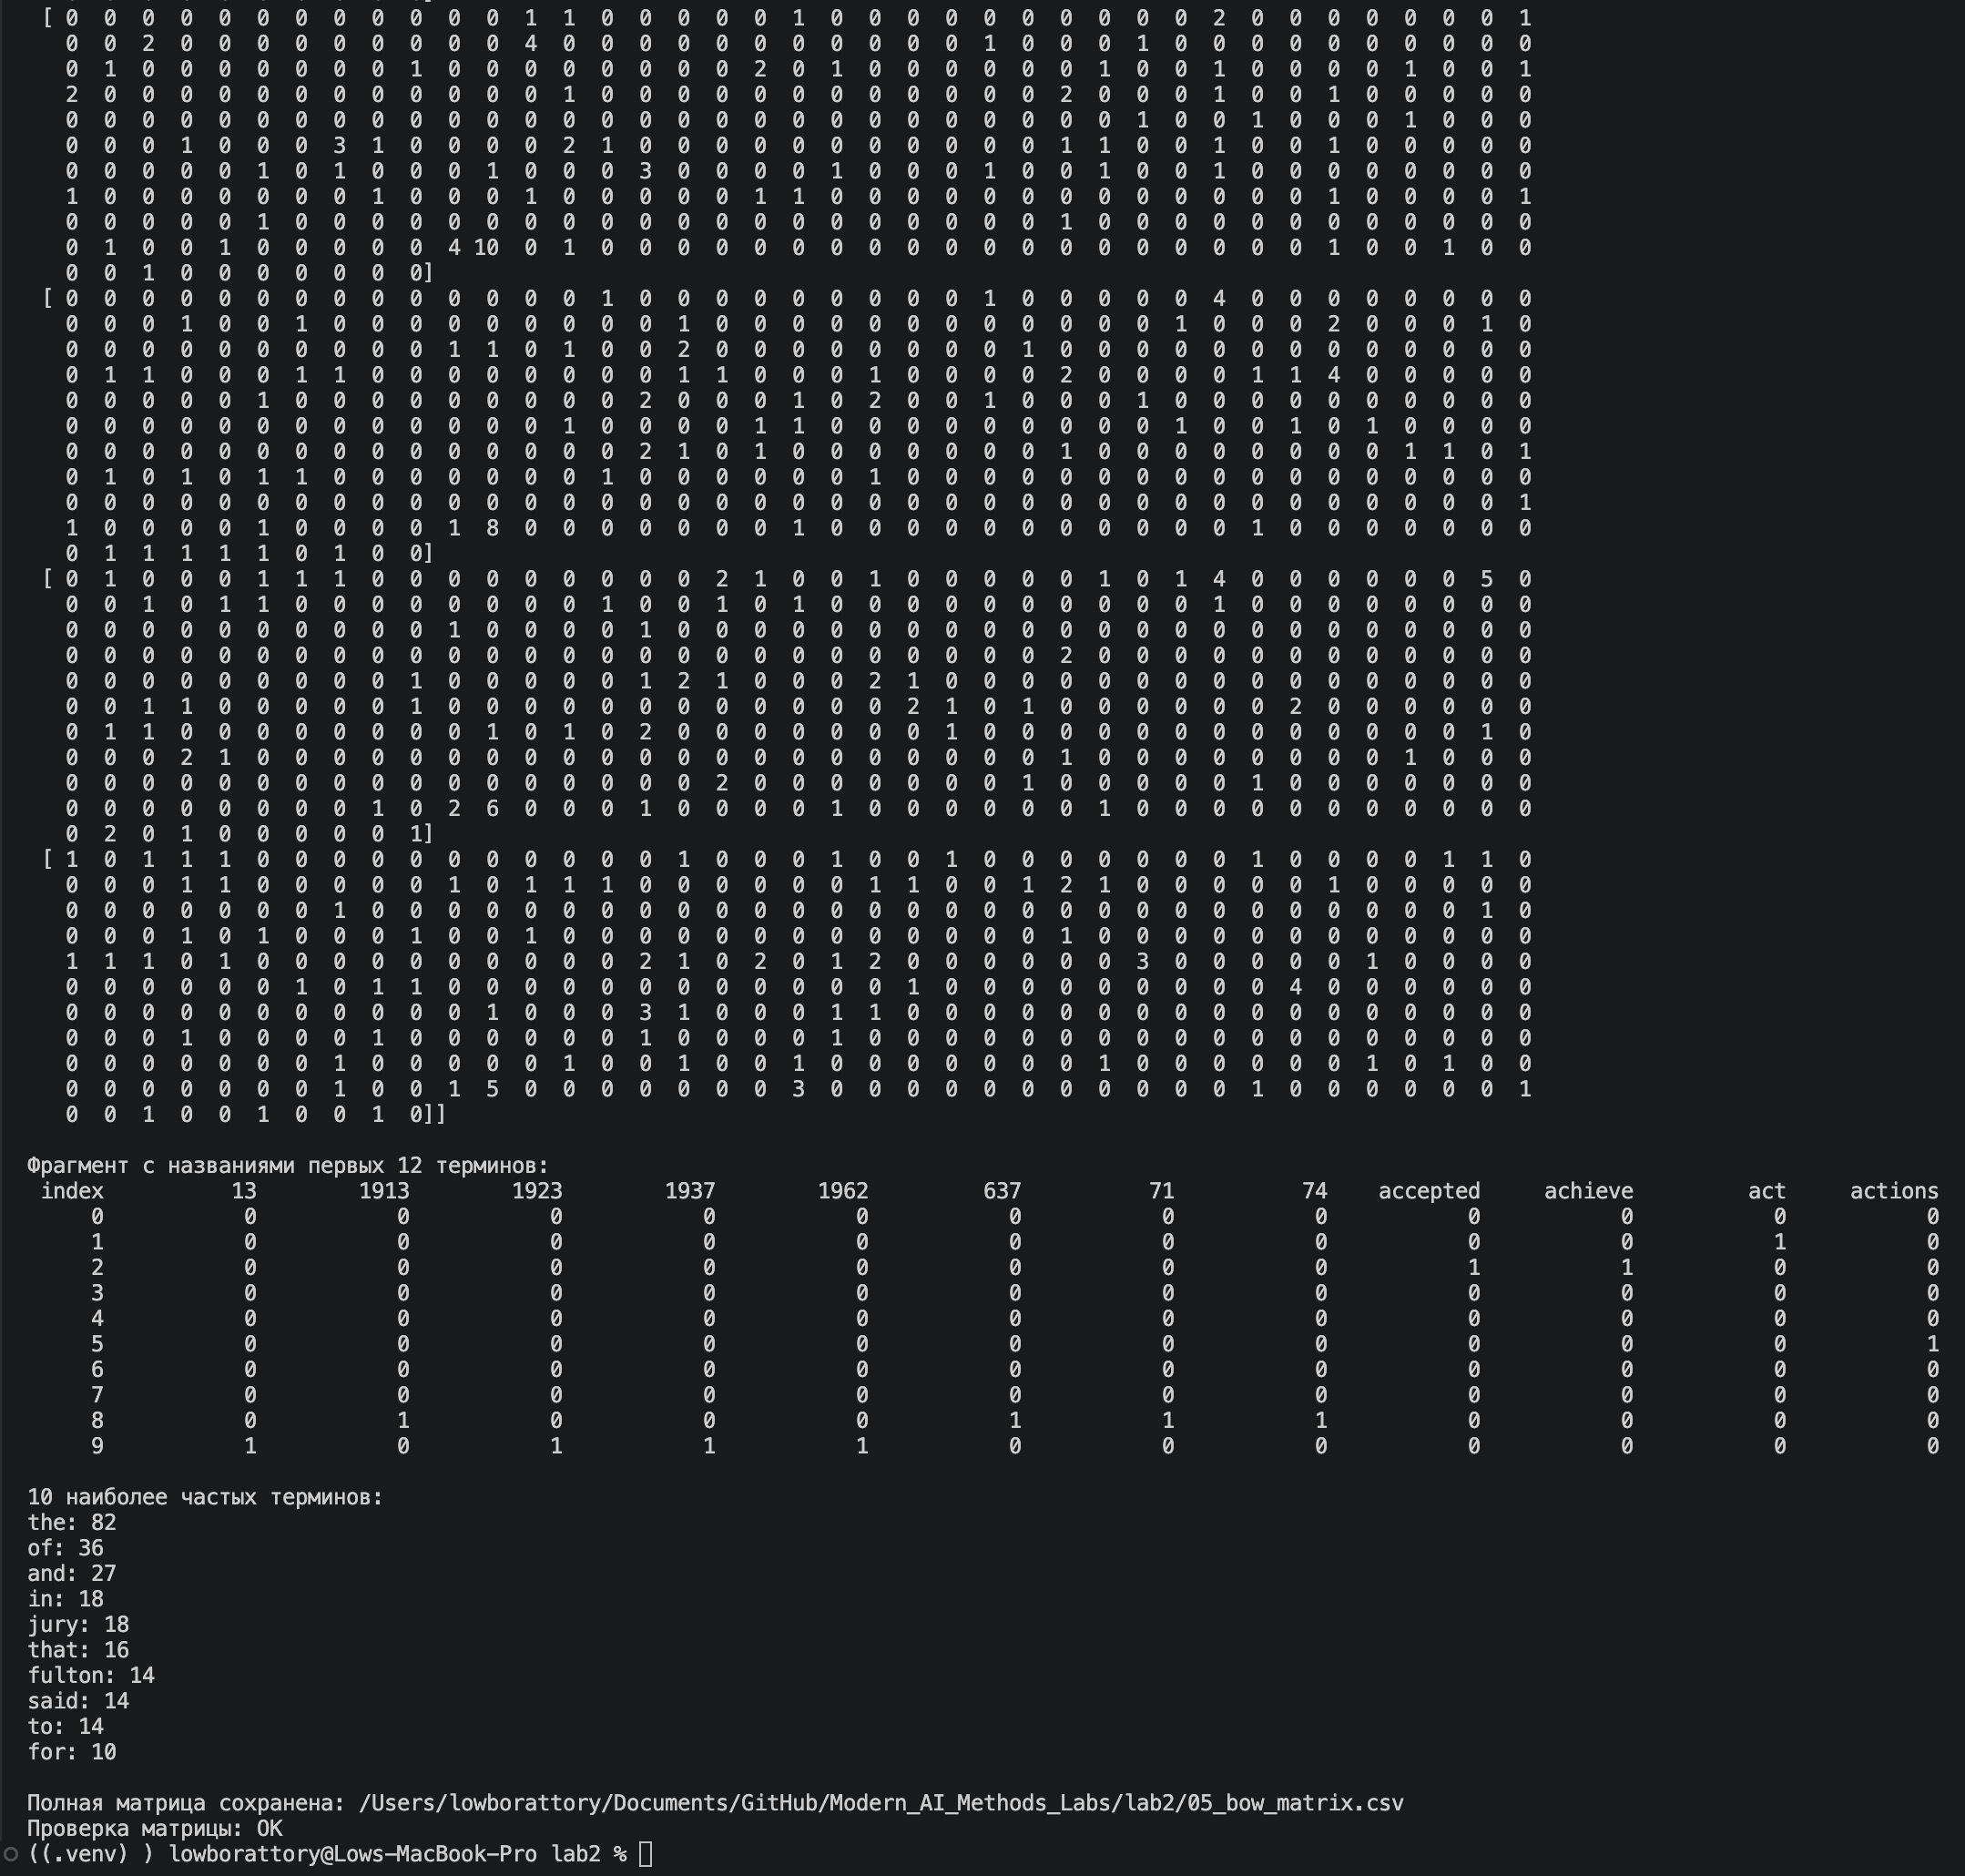 [ 0 0 0 0 0 0 0 0 0 0 0 0 1 1 0 0 0 0 0 1 0 0 0 0 0 0 0 0 0 0 2 0 0 0 0 0 0 0 1
0 0 2 0 0 0 0 0 0 0 0 0 4 0 0 0 0 0 0 0 0 0 0 0 1 0 0 0 1 0 0 0 0 0 0 0 0 0 0
0 1 0 0 0 0 0 0 0 1 0 0 0 0 0 0 0 0 2 0 1 0 0 0 0 0 0 1 0 0 1 0 0 0 0 1 0 0 1
2 0 0 0 0 0 0 0 0 0 0 0 0 1 0 0 0 0 0 0 0 0 0 0 0 0 2 0 0 0 1 0 0 1 0 0 0 0 0
0 0 0 0 0 0 0 0 0 0 0 0 0 0 0 0 0 0 0 0 0 0 0 0 0 0 0 0 1 0 0 1 0 0 0 1 0 0 0
0 0 0 1 0 0 0 3 1 0 0 0 0 2 1 0 0 0 0 0 0 0 0 0 0 0 1 1 0 0 1 0 0 1 0 0 0 0 0
0 0 0 0 0 1 0 1 0 0 0 1 0 0 0 3 0 0 0 0 1 0 0 0 1 0 0 1 0 0 1 0 0 0 0 0 0 0 0
1 0 0 0 0 0 0 0 1 0 0 0 1 0 0 0 0 0 1 1 0 0 0 0 0 0 0 0 0 0 0 0 0 1 0 0 0 0 1
0 0 0 0 0 1 0 0 0 0 0 0 0 0 0 0 0 0 0 0 0 0 0 0 0 0 1 0 0 0 0 0 0 0 0 0 0 0 0
0 1 0 0 1 0 0 0 0 0 4 10 0 1 0 0 0 0 0 0 0 0 0 0 0 0 0 0 0 0 0 0 0 1 0 0 1 0 0
0 0 1 0 0 0 0 0 0 0]
[ 0 0 0 0 0 0 0 0 0 0 0 0 0 0 1 0 0 0 0 0 0 0 0 0 1 0 0 0 0 0 4 0 0 0 0 0 0 0 0
0 0 0 1 0 0 1 0 0 0 0 0 0 0 0 0 1 0 0 0 0 0 0 0 0 0 0 0 0 1 0 0 0 2 0 0 0 1 0
0 0 0 0 0 0 0 0 0 0 1 1 0 1 0 0 2 0 0 0 0 0 0 0 0 1 0 0 0 0 0 0 0 0 0 0 0 0 0
0 1 1 0 0 0 1 1 0 0 0 0 0 0 0 0 1 1 0 0 0 1 0 0 0 0 2 0 0 0 0 1 1 4 0 0 0 0 0
0 0 0 0 0 1 0 0 0 0 0 0 0 0 0 2 0 0 0 1 0 2 0 0 1 0 0 0 1 0 0 0 0 0 0 0 0 0 0
0 0 0 0 0 0 0 0 0 0 0 0 0 1 0 0 0 0 1 1 0 0 0 0 0 0 0 0 0 1 0 0 1 0 1 0 0 0 0
0 0 0 0 0 0 0 0 0 0 0 0 0 0 0 2 1 0 1 0 0 0 0 0 0 0 1 0 0 0 0 0 0 0 0 1 1 0 1
0 1 0 1 0 1 1 0 0 0 0 0 0 0 1 0 0 0 0 0 0 1 0 0 0 0 0 0 0 0 0 0 0 0 0 0 0 0 0
0 0 0 0 0 0 0 0 0 0 0 0 0 0 0 0 0 0 0 0 0 0 0 0 0 0 0 0 0 0 0 0 0 0 0 0 0 0 1
1 0 0 0 0 1 0 0 0 0 1 8 0 0 0 0 0 0 0 1 0 0 0 0 0 0 0 0 0 0 0 1 0 0 0 0 0 0 0
0 1 1 1 1 1 0 1 0 0]
[ 0 1 0 0 0 1 1 1 0 0 0 0 0 0 0 0 0 2 1 0 0 1 0 0 0 0 0 1 0 1 4 0 0 0 0 0 0 5 0
0 0 1 0 1 1 0 0 0 0 0 0 0 0 1 0 0 1 0 1 0 0 0 0 0 0 0 0 0 0 1 0 0 0 0 0 0 0 0
0 0 0 0 0 0 0 0 0 0 1 0 0 0 0 1 0 0 0 0 0 0 0 0 0 0 0 0 0 0 0 0 0 0 0 0 0 0 0
0 0 0 0 0 0 0 0 0 0 0 0 0 0 0 0 0 0 0 0 0 0 0 0 0 0 2 0 0 0 0 0 0 0 0 0 0 0 0
0 0 0 0 0 0 0 0 0 1 0 0 0 0 0 1 2 1 0 0 0 2 1 0 0 0 0 0 0 0 0 0 0 0 0 0 0 0 0
0 0 1 1 0 0 0 0 0 1 0 0 0 0 0 0 0 0 0 0 0 0 2 1 0 1 0 0 0 0 0 0 2 0 0 0 0 0 0
0 1 1 0 0 0 0 0 0 0 0 1 0 1 0 2 0 0 0 0 0 0 0 1 0 0 0 0 0 0 0 0 0 0 0 0 0 1 0
0 0 0 2 1 0 0 0 0 0 0 0 0 0 0 0 0 0 0 0 0 0 0 0 0 0 1 0 0 0 0 0 0 0 0 1 0 0 0
0 0 0 0 0 0 0 0 0 0 0 0 0 0 0 0 0 2 0 0 0 0 0 0 0 1 0 0 0 0 0 1 0 0 0 0 0 0 0
0 0 0 0 0 0 0 0 1 0 2 6 0 0 0 1 0 0 0 0 1 0 0 0 0 0 0 1 0 0 0 0 0 0 0 0 0 0 0
0 2 0 1 0 0 0 0 0 1]
[ 1 0 1 1 1 0 0 0 0 0 0 0 0 0 0 0 1 0 0 0 1 0 0 1 0 0 0 0 0 0 0 1 0 0 0 0 1 1 0
0 0 0 1 1 0 0 0 0 0 1 0 1 1 1 0 0 0 0 0 0 1 1 0 0 1 2 1 0 0 0 0 0 1 0 0 0 0 0
0 0 0 0 0 0 0 1 0 0 0 0 0 0 0 0 0 0 0 0 0 0 0 0 0 0 0 0 0 0 0 0 0 0 0 0 0 1 0
0 0 0 1 0 1 0 0 0 1 0 0 1 0 0 0 0 0 0 0 0 0 0 0 0 0 1 0 0 0 0 0 0 0 0 0 0 0 0
1 1 1 0 1 0 0 0 0 0 0 0 0 0 0 2 1 0 2 0 1 2 0 0 0 0 0 0 3 0 0 0 0 0 1 0 0 0 0
0 0 0 0 0 0 1 0 1 1 0 0 0 0 0 0 0 0 0 0 0 0 1 0 0 0 0 0 0 0 0 0 4 0 0 0 0 0 0
0 0 0 0 0 0 0 0 0 0 0 1 0 0 0 3 1 0 0 0 1 1 0 0 0 0 0 0 0 0 0 0 0 0 0 0 0 0 0
0 0 0 1 0 0 0 0 1 0 0 0 0 0 0 1 0 0 0 0 1 0 0 0 0 0 0 0 0 0 0 0 0 0 0 0 0 0 0
0 0 0 0 0 0 0 1 0 0 0 0 0 1 0 0 1 0 0 1 0 0 0 0 0 0 0 1 0 0 0 0 0 0 1 0 1 0 0
0 0 0 0 0 0 0 1 0 0 1 5 0 0 0 0 0 0 0 3 0 0 0 0 0 0 0 0 0 0 0 1 0 0 0 0 0 0 1
0 0 1 0 0 1 0 0 1 0]]
Фрагмент с названиями первых 12 терминов:
index 13 1913 1923 1937 1962 637 71 74 accepted achieve act actions
0 0 0 0 0 0 0 0 0 0 0 0 0
1 0 0 0 0 0 0 0 0 0 0 1 0
2 0 0 0 0 0 0 0 0 1 1 0 0
3 0 0 0 0 0 0 0 0 0 0 0 0
4 0 0 0 0 0 0 0 0 0 0 0 0
5 0 0 0 0 0 0 0 0 0 0 0 1
6 0 0 0 0 0 0 0 0 0 0 0 0
7 0 0 0 0 0 0 0 0 0 0 0 0
8 0 1 0 0 0 1 1 1 0 0 0 0
9 1 0 1 1 1 0 0 0 0 0 0 0
10 наиболее частых терминов:
the: 82
of: 36
and: 27
in: 18
jury: 18
that: 16
fulton: 14
said: 14
to: 14
for: 10
Полная матрица сохранена: /Users/lowborattory/Documents/GitHub/Modern_AI_Methods_Labs/lab2/05_bow_matrix.csv
Проверка матрицы: OK
((.venv) ) lowborattory@Lows-MacBook-Pro lab2 %